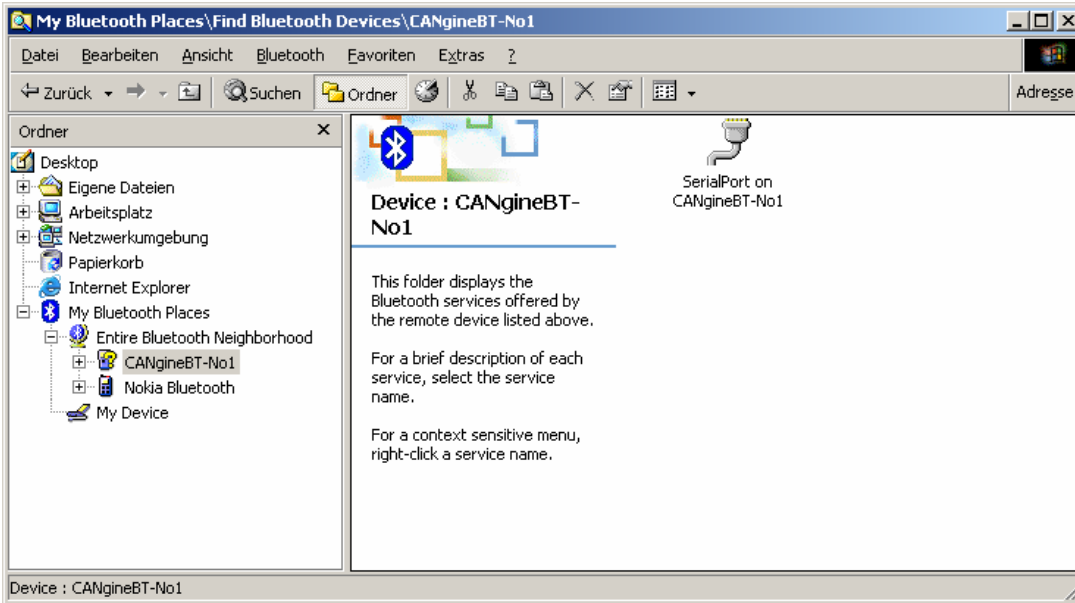 My Bluetooth Places\Find Bluetooth Devices\CANgineBT-No1
Datei Bearbeiten Ansicht Bluetooth Favoriten Extras ?
Zurück Suchen Ordner Adresse
Ordner
Desktop
Eigene Dateien
Arbeitsplatz
Netzwerkumgebung
Papierkorb
Internet Explorer
My Bluetooth Places
Entire Bluetooth Neighborhood
CANgineBT-No1
Nokia Bluetooth
My Device
Device : CANgineBT-
No1
This folder displays the
Bluetooth services offered by
the remote device listed above.
For a brief description of each
service, select the service
name.
For a context sensitive menu,
right-click a service name.
SerialPort on
CANgineBT-No1
Device : CANgineBT-No1